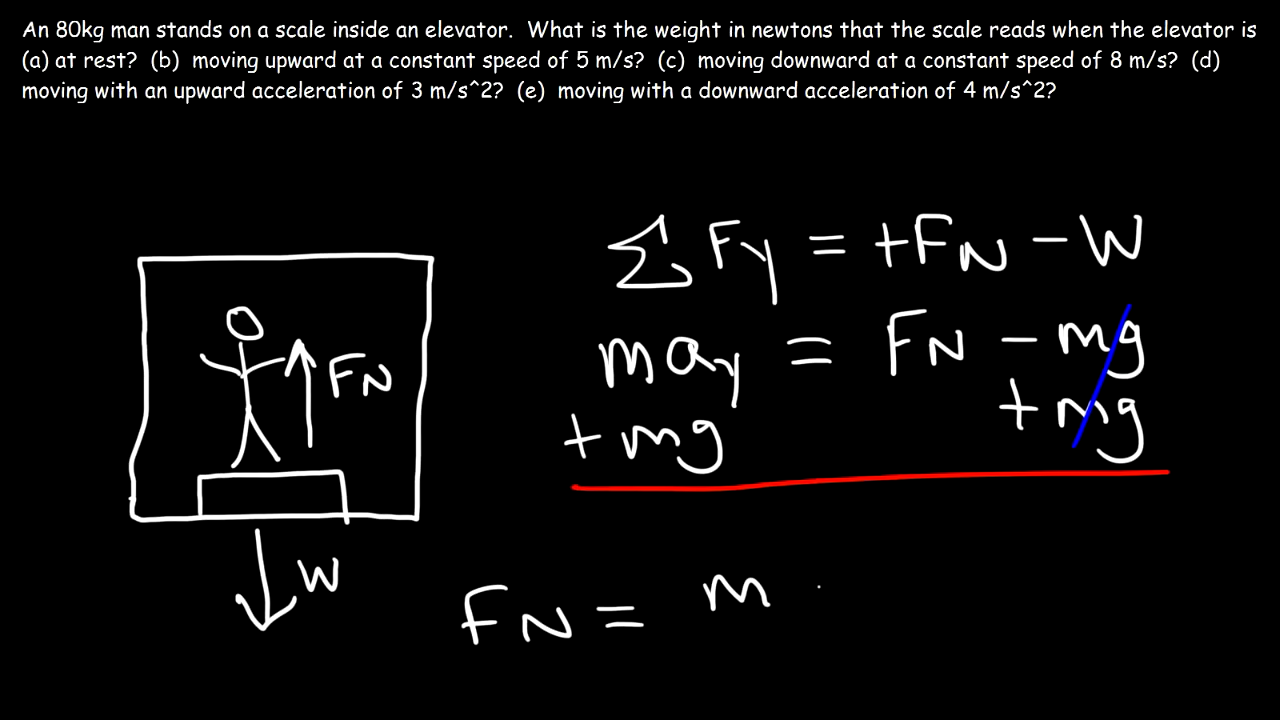 An 80kg man stands on a scale inside an elevator. What is the weight in newtons that the scale reads when the elevator is
(a) at rest? (b) moving upward at a constant speed of 5 m/s? (c) moving downward at a constant speed of 8 m/s? (d)
moving with an upward acceleration of 3 m/s^2? (e) moving with a downward acceleration of 4 m/s^2?
ΣFy = +FN - W
may = FN - mg
+mg +mg
FN
W
FN = m